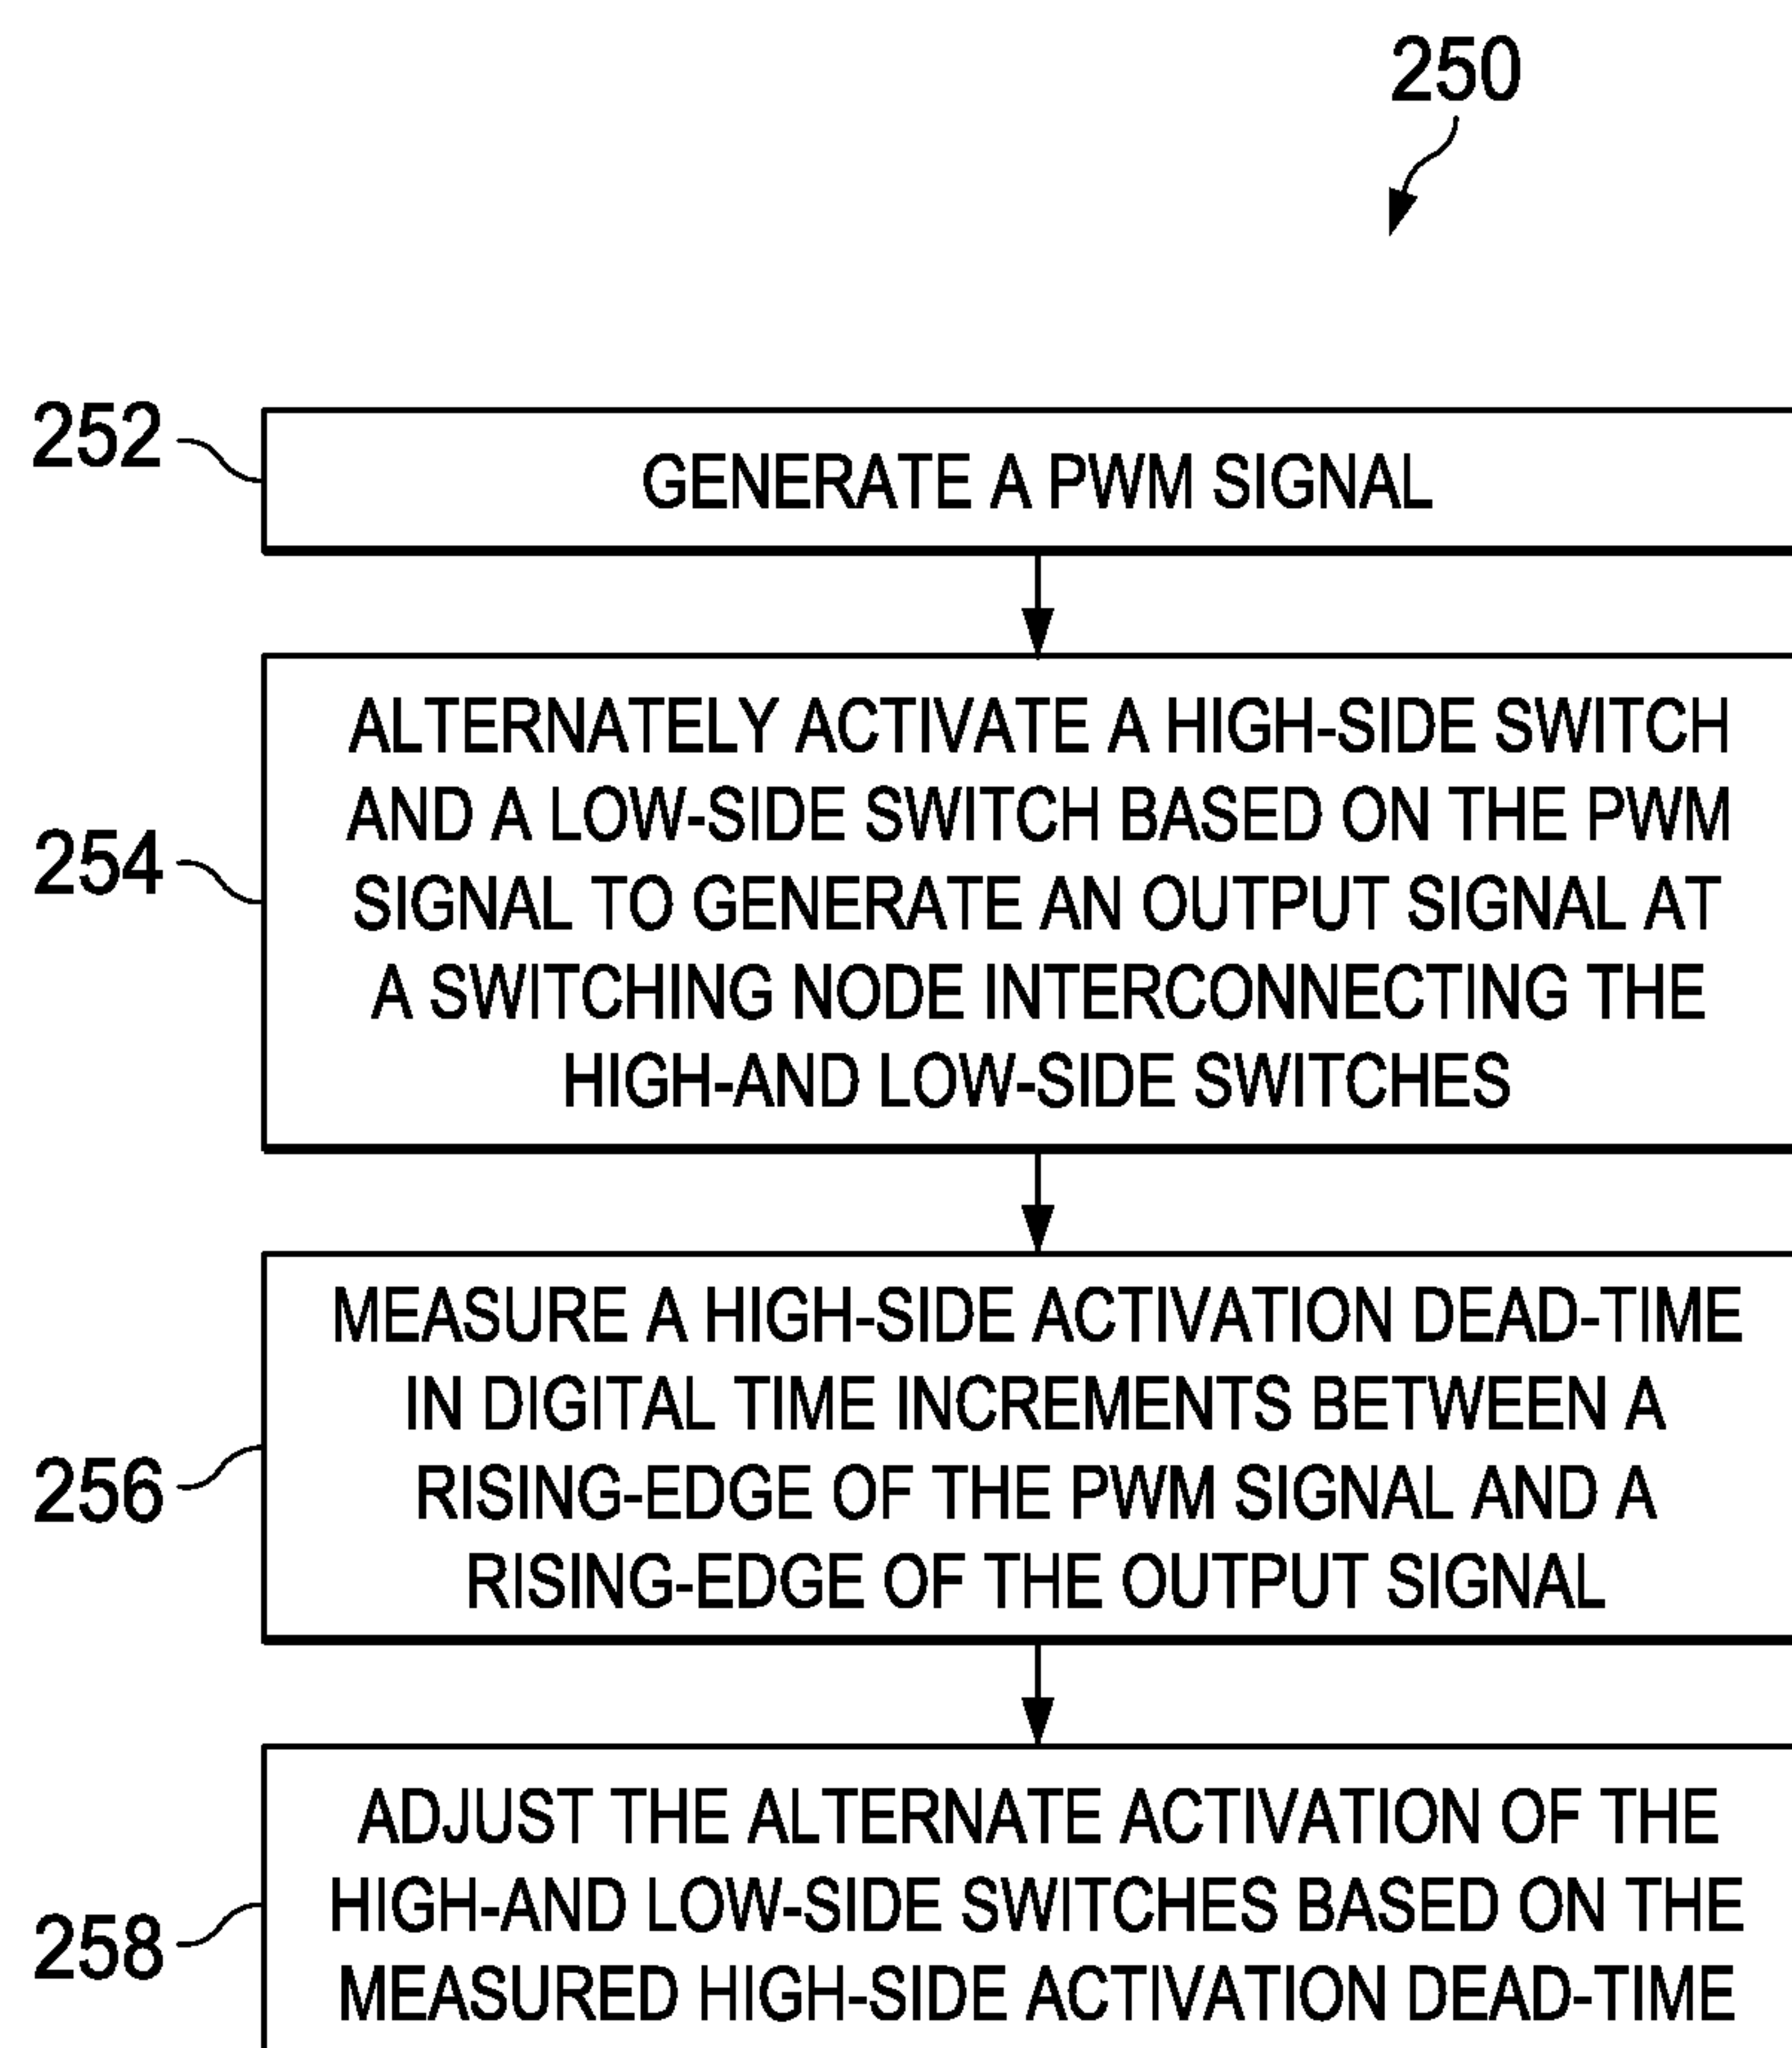 250
252
GENERATE A PWM SIGNAL
254
ALTERNATELY ACTIVATE A HIGH-SIDE SWITCH
AND A LOW-SIDE SWITCH BASED ON THE PWM
SIGNAL TO GENERATE AN OUTPUT SIGNAL AT
A SWITCHING NODE INTERCONNECTING THE
HIGH-AND LOW-SIDE SWITCHES
256
MEASURE A HIGH-SIDE ACTIVATION DEAD-TIME
IN DIGITAL TIME INCREMENTS BETWEEN A
RISING-EDGE OF THE PWM SIGNAL AND A
RISING-EDGE OF THE OUTPUT SIGNAL
258
ADJUST THE ALTERNATE ACTIVATION OF THE
HIGH-AND LOW-SIDE SWITCHES BASED ON THE
MEASURED HIGH-SIDE ACTIVATION DEAD-TIME